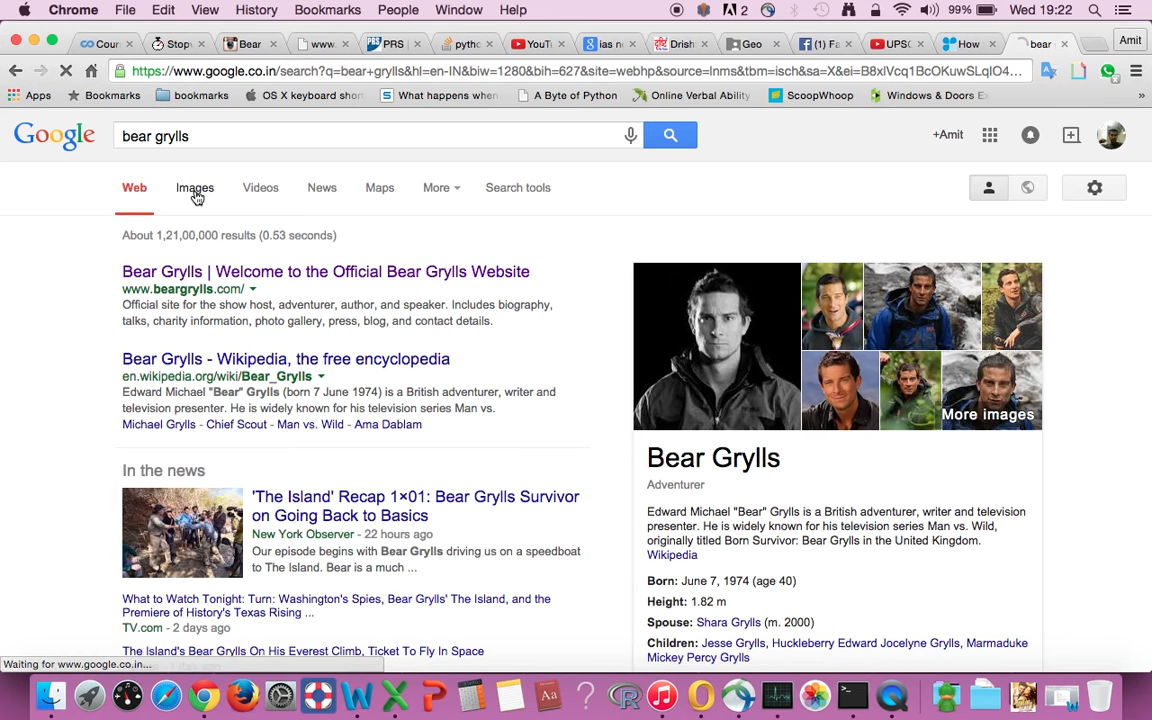 Chrome File Edit View History Bookmarks People Window Help 2 99% Wed 19:22
Cour Stop Bear www. PRS pytho YouT ias n Drish Geo (1) Fa UPSC How bear Amit
https://www.google.co.in/search?q=bear+grylls&hl=en-IN&biw=1280&bih=627&site=webhp&source=lnms&tbm=isch&sa=X&ei=B8xlVcq1BcOKuwSLqIO4...
Apps Bookmarks bookmarks OS X keyboard short What happens when A Byte of Python Online Verbal Ability ScoopWhoop Windows & Doors Ex »
Google bear grylls +Amit
Web Images Videos News Maps More Search tools
About 1,21,00,000 results (0.53 seconds)
Bear Grylls | Welcome to the Official Bear Grylls Website
www.beargrylls.com/
Official site for the show host, adventurer, author, and speaker. Includes biography,
talks, charity information, photo gallery, press, blog, and contact details.
Bear Grylls - Wikipedia, the free encyclopedia
en.wikipedia.org/wiki/Bear_Grylls
Edward Michael "Bear" Grylls (born 7 June 1974) is a British adventurer, writer and
television presenter. He is widely known for his television series Man vs.
Michael Grylls - Chief Scout - Man vs. Wild - Ama Dablam
In the news
'The Island' Recap 1×01: Bear Grylls Survivor
on Going Back to Basics
New York Observer - 22 hours ago
Our episode begins with Bear Grylls driving us on a speedboat
to The Island. Bear is a much ...
What to Watch Tonight: Turn: Washington's Spies, Bear Grylls' The Island, and the
Premiere of History's Texas Rising ...
TV.com - 2 days ago
The Island's Bear Grylls On His Everest Climb, Ticket To Fly In Space
More images
Bear Grylls
Adventurer
Edward Michael "Bear" Grylls is a British adventurer, writer and television
presenter. He is widely known for his television series Man vs. Wild,
originally titled Born Survivor: Bear Grylls in the United Kingdom.
Wikipedia
Born: June 7, 1974 (age 40)
Height: 1.82 m
Spouse: Shara Grylls (m. 2000)
Children: Jesse Grylls, Huckleberry Edward Jocelyne Grylls, Marmaduke
Mickey Percy Grylls
Waiting for www.google.co.in...